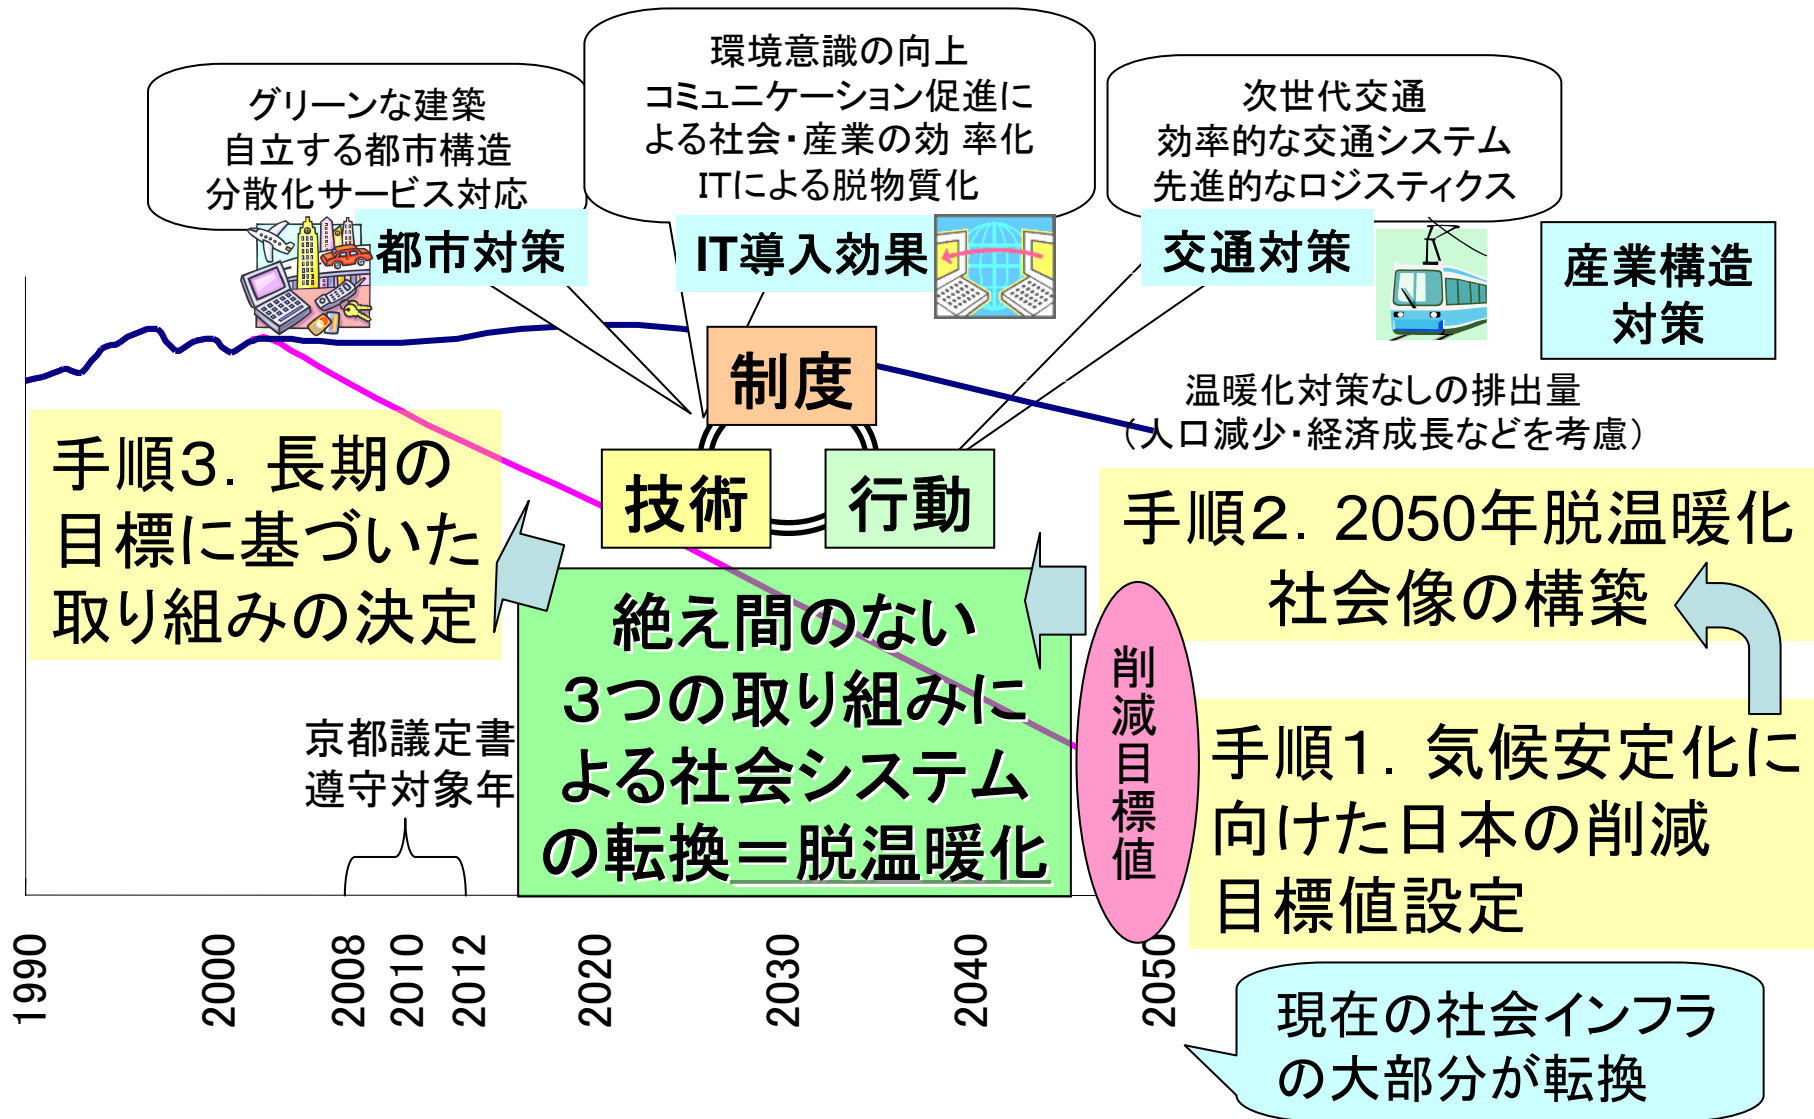 グリーンな建築
自立する都市構造
分散化サービス対応
環境意識の向上
コミュニケーション促進に
よる社会・産業の効 率化
ITによる脱物質化
次世代交通
効率的な交通システム
先進的なロジスティクス
都市対策
IT導入効果
交通対策
産業構造
対策
制度
技術
行動
温暖化対策なしの排出量
（人口減少・経済成長などを考慮）
手順３．長期の
目標に基づいた
取り組みの決定
手順２．2050年脱温暖化
社会像の構築
絶え間のない
３つの取り組みに
よる社会システム
の転換＝脱温暖化
削減目標値
手順１．気候安定化に
向けた日本の削減
目標値設定
京都議定書
遵守対象年
1990
2000
2008
2010
2012
2020
2030
2040
2050
現在の社会インフラ
の大部分が転換